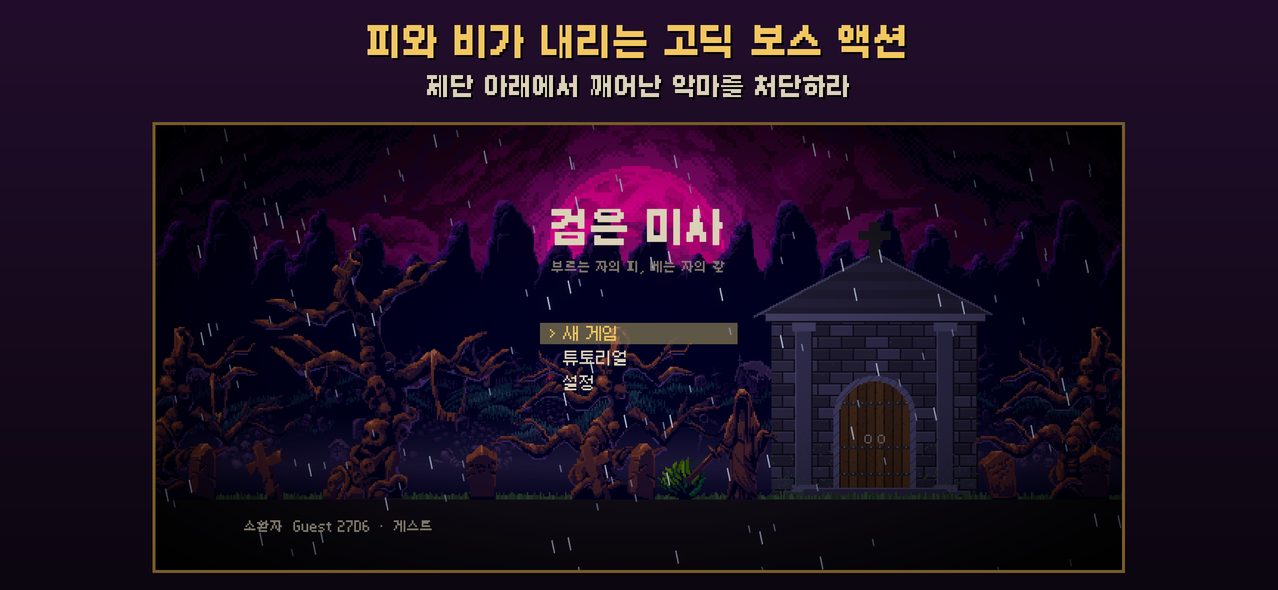 피와 비가 내리는 고딕 보스 액션
제단 아래에서 깨어난 악마를 처단하라
검은 미사
부르는 자의 피, 베는 자의 값
> 새 게임
튜토리얼
설정
소환자 Guest 27D6 · 게스트